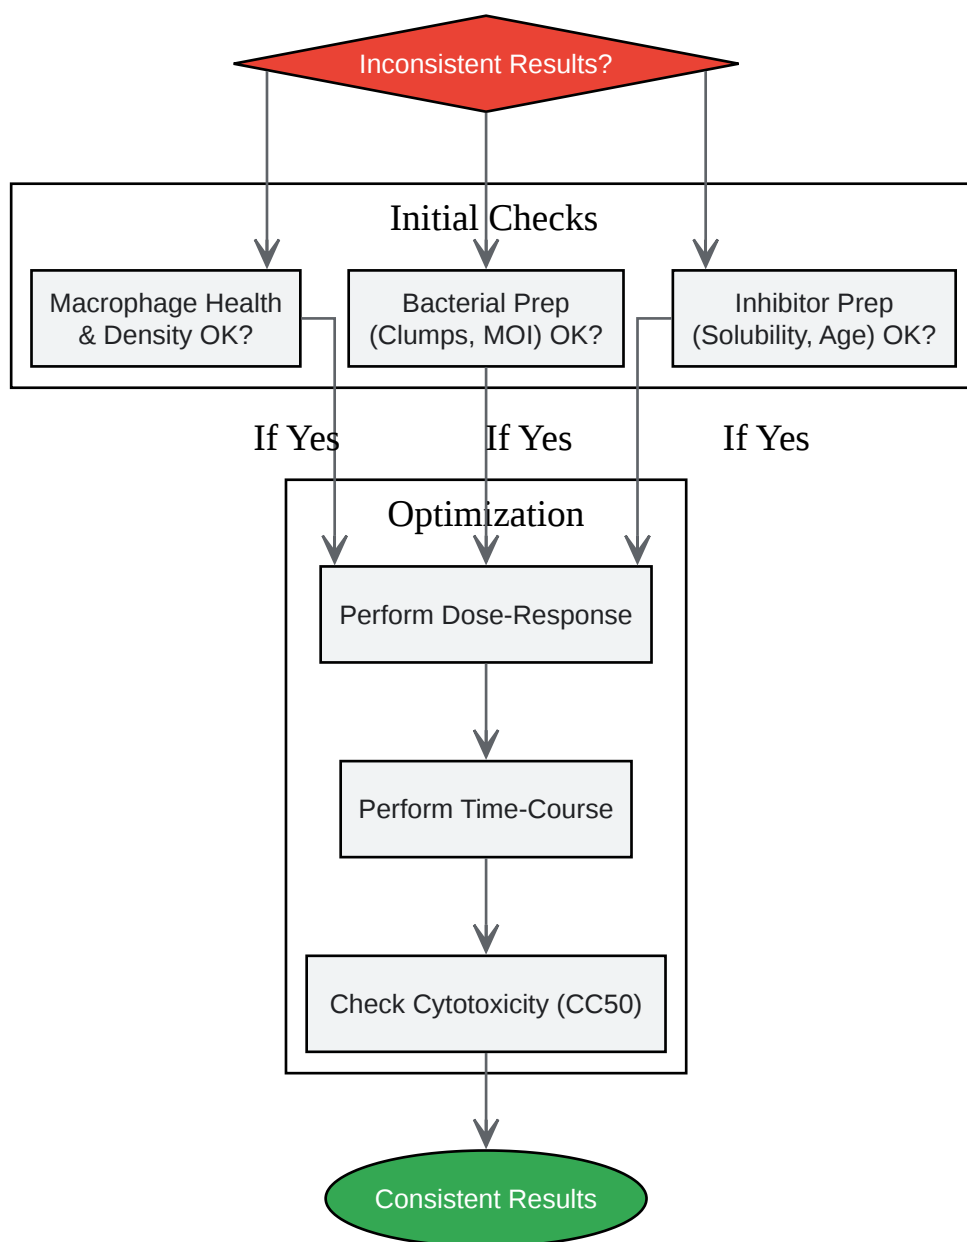 Inconsistent Results?
Initial Checks
Macrophage Health
& Density OK?
Bacterial Prep
(Clumps, MOI) OK?
Inhibitor Prep
(Solubility, Age) OK?
If Yes
If Yes
If Yes
Optimization
Perform Dose-Response
Perform Time-Course
Check Cytotoxicity (CC50)
Consistent Results